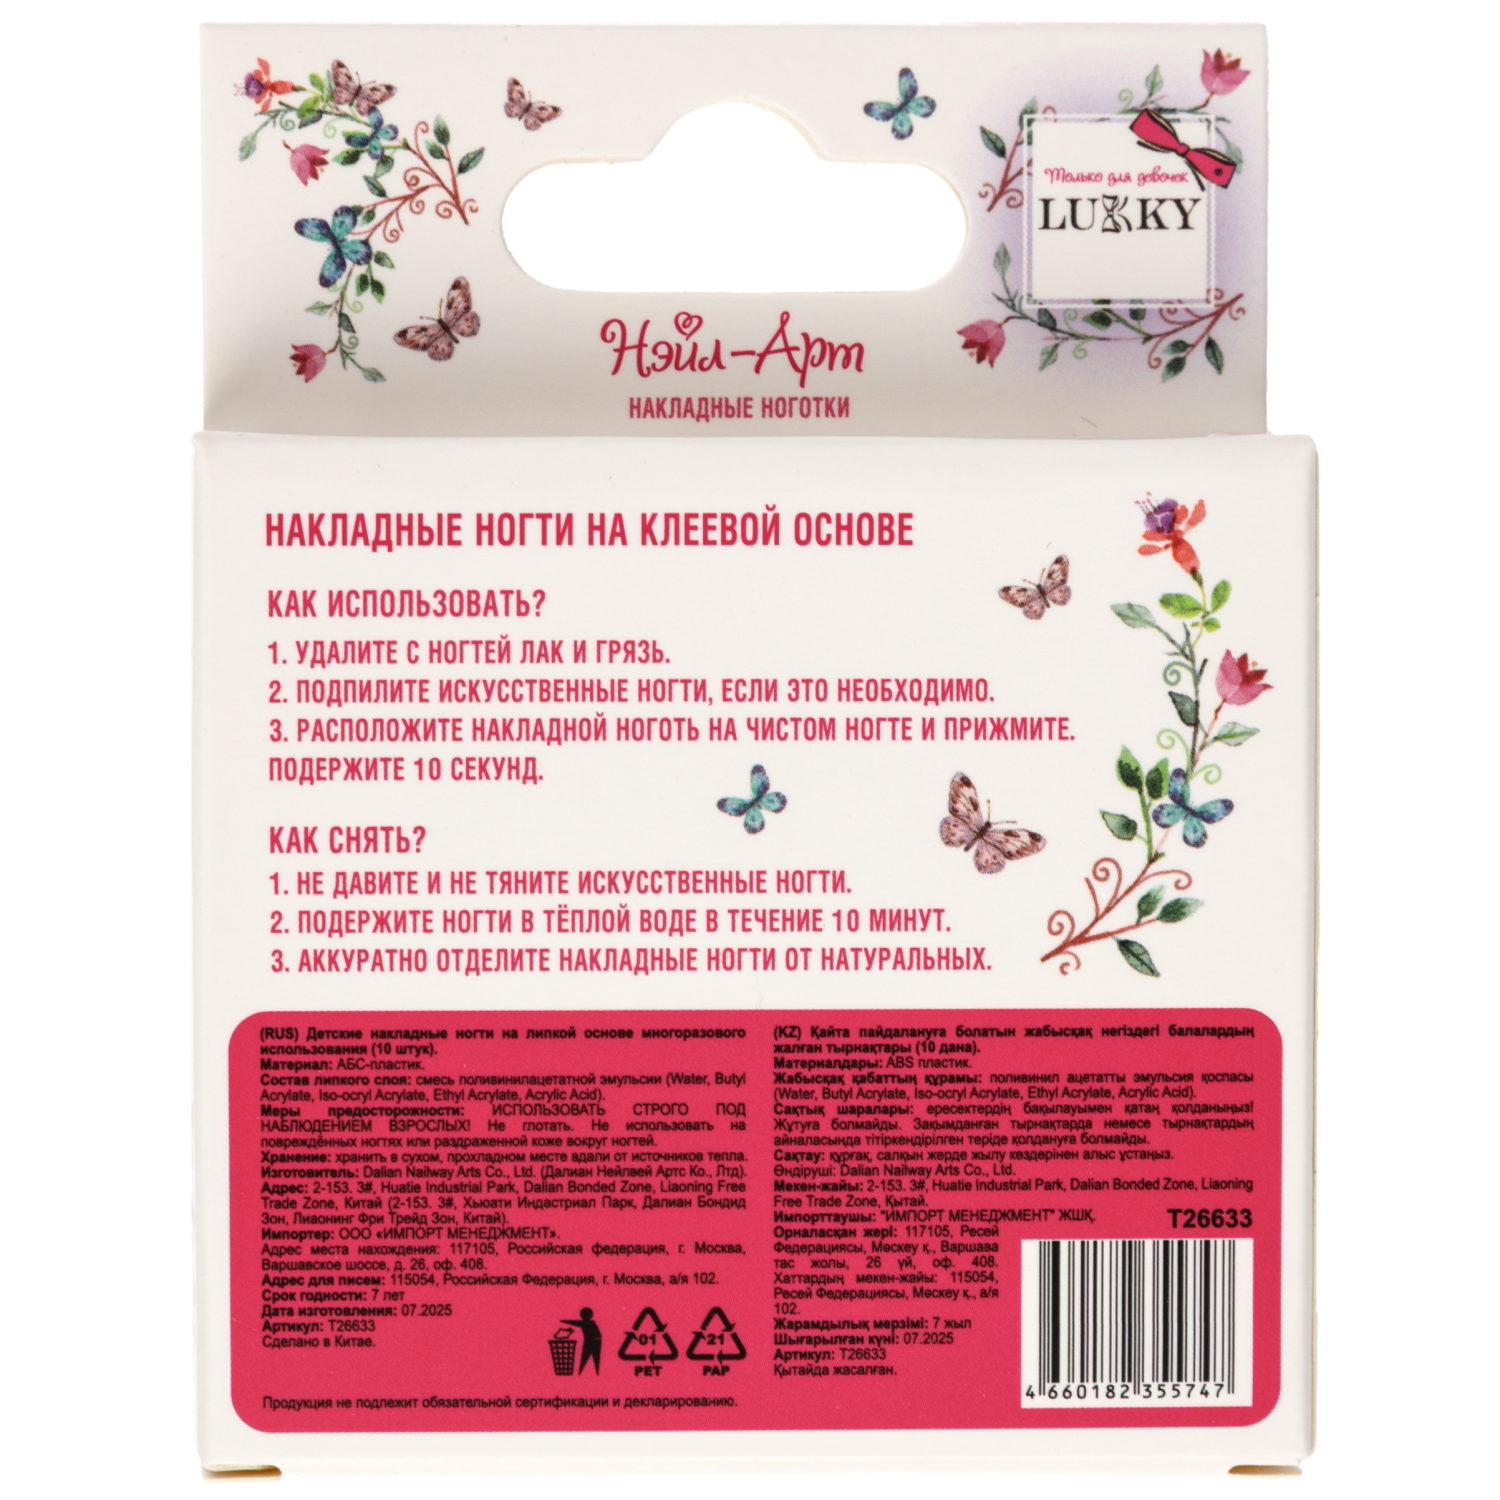 Только для девочек
LUKKY
Нэйл-Арт
НАКЛАДНЫЕ НОГОТКИ
НАКЛАДНЫЕ НОГТИ НА КЛЕЕВОЙ ОСНОВЕ
КАК ИСПОЛЬЗОВАТЬ?
1. УДАЛИТЕ С НОГТЕЙ ЛАК И ГРЯЗЬ.
2. ПОДПИЛИТЕ ИСКУССТВЕННЫЕ НОГТИ, ЕСЛИ ЭТО НЕОБХОДИМО.
3. РАСПОЛОЖИТЕ НАКЛАДНОЙ НОГОТЬ НА ЧИСТОМ НОГТЕ И ПРИЖМИТЕ.
ПОДЕРЖИТЕ 10 СЕКУНД.
КАК СНЯТЬ?
1. НЕ ДАВИТЕ И НЕ ТЯНИТЕ ИСКУССТВЕННЫЕ НОГТИ.
2. ПОДЕРЖИТЕ НОГТИ В ТЁПЛОЙ ВОДЕ В ТЕЧЕНИЕ 10 МИНУТ.
3. АККУРАТНО ОТДЕЛИТЕ НАКЛАДНЫЕ НОГТИ ОТ НАТУРАЛЬНЫХ.
(RUS) Детские накладные ногти на липкой основе многоразового
использования (10 штук).
Материал: АБС-пластик.
Состав липкого слоя: смесь поливинилацетатной эмульсии (Water, Butyl
Acrylate, Iso-ocryl Acrylate, Ethyl Acrylate, Acrylic Acid).
Меры предосторожности: ИСПОЛЬЗОВАТЬ СТРОГО ПОД
НАБЛЮДЕНИЕМ ВЗРОСЛЫХ! Не глотать. Не использовать на
повреждённых ногтях или раздраженной коже вокруг ногтей.
Хранение: хранить в сухом, прохладном месте вдали от источников тепла.
Изготовитель: Dalian Nailway Arts Co., Ltd. (Далиан Нейлвей Артс Ко., Лтд).
Адрес: 2-153. 3#, Huatie Industrial Park, Dalian Bonded Zone, Liaoning Free
Trade Zone, Китай (2-153. 3#, Хьюати Индастриал Парк, Далиан Бондид
Зон, Лиаонинг Фри Трейд Зон, Китай).
Импортер: ООО «ИМПОРТ МЕНЕДЖМЕНТ».
Адрес места нахождения: 117105, Российская федерация, г. Москва,
Варшавское шоссе, д. 26, оф. 408.
Адрес для писем: 115054, Российская Федерация, г. Москва, а/я 102.
Срок годности: 7 лет
Дата изготовления: 07.2025
Артикул: T26633
Сделано в Китае.
01
PET
21
PAP
Продукция не подлежит обязательной сертификации и декларированию.
(KZ) Қайта пайдалануға болатын жабысқақ негіздегі балалардың
жалған тырнақтары (10 дана).
Материалдары: ABS пластик.
Жабысқақ қабаттың құрамы: поливинил ацетатты эмульсия қоспасы
(Water, Butyl Acrylate, Iso-ocryl Acrylate, Ethyl Acrylate, Acrylic Acid).
Сақтық шаралары: ересектердің бақылауымен қатаң қолданыңыз!
Жұтуға болмайды. Зақымданған тырнақтарда немесе тырнақтардың
айналасында тітіркендірілген теріде қолдануға болмайды.
Сақтау: құрғақ, салқын жерде жылу көздерінен алыс ұстаңыз.
Өндіруші: Dalian Nailway Arts Co., Ltd.
Мекен-жайы: 2-153. 3#, Huatie Industrial Park, Dalian Bonded Zone, Liaoning
Free Trade Zone, Қытай.
Импорттаушы: "ИМПОРТ МЕНЕДЖМЕНТ" ЖШҚ.
Орналасқан жері: 117105, Ресей
Федерациясы, Мәскеу қ., Варшава
тас жолы, 26 үй, оф. 408.
Хаттардың мекен-жайы: 115054,
Ресей Федерациясы, Мәскеу қ., а/я
102.
Жарамдылық мерзімі: 7 жыл
Шығарылған күні: 07.2025
Артикул: T26633
Қытайда жасалған.
T26633
4 660182 355747